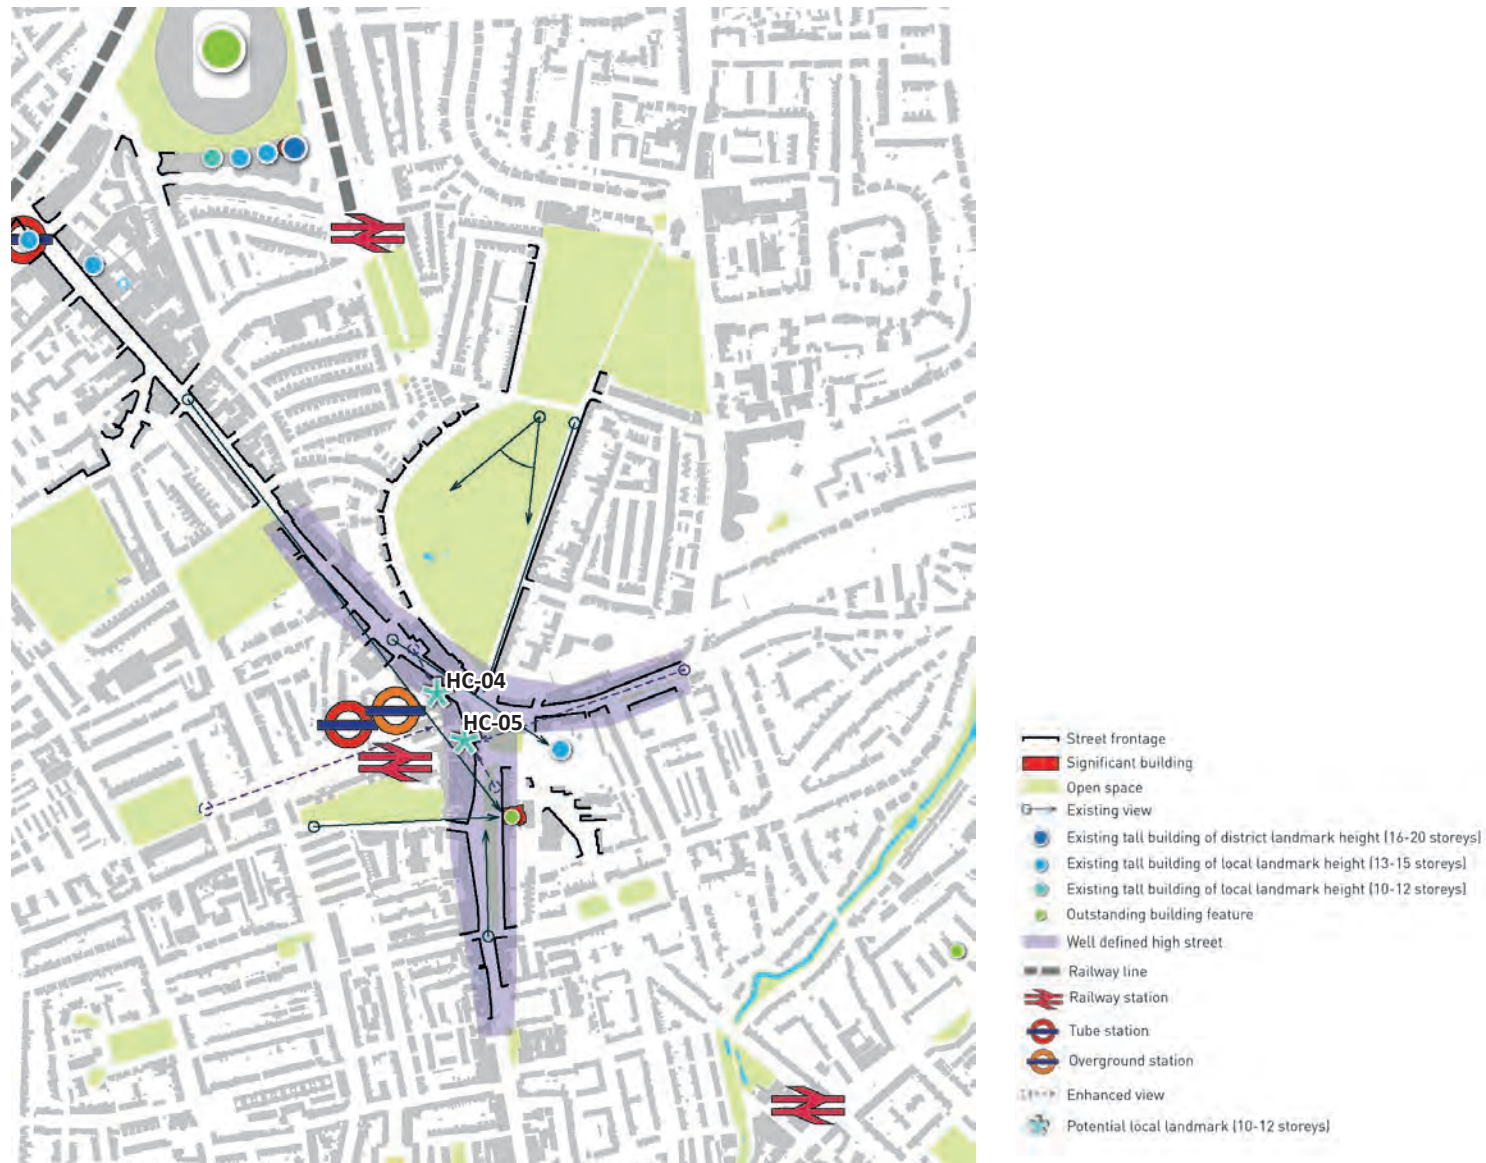 HC-04
HC-05
Street frontage
Significant building
Open space
Existing view
Existing tall building of district landmark height (16-20 storeys)
Existing tall building of local landmark height (13-15 storeys)
Existing tall building of local landmark height (10-12 storeys)
Outstanding building feature
Well defined high street
Railway line
Railway station
Tube station
Overground station
Enhanced view
Potential local landmark (10-12 storeys)